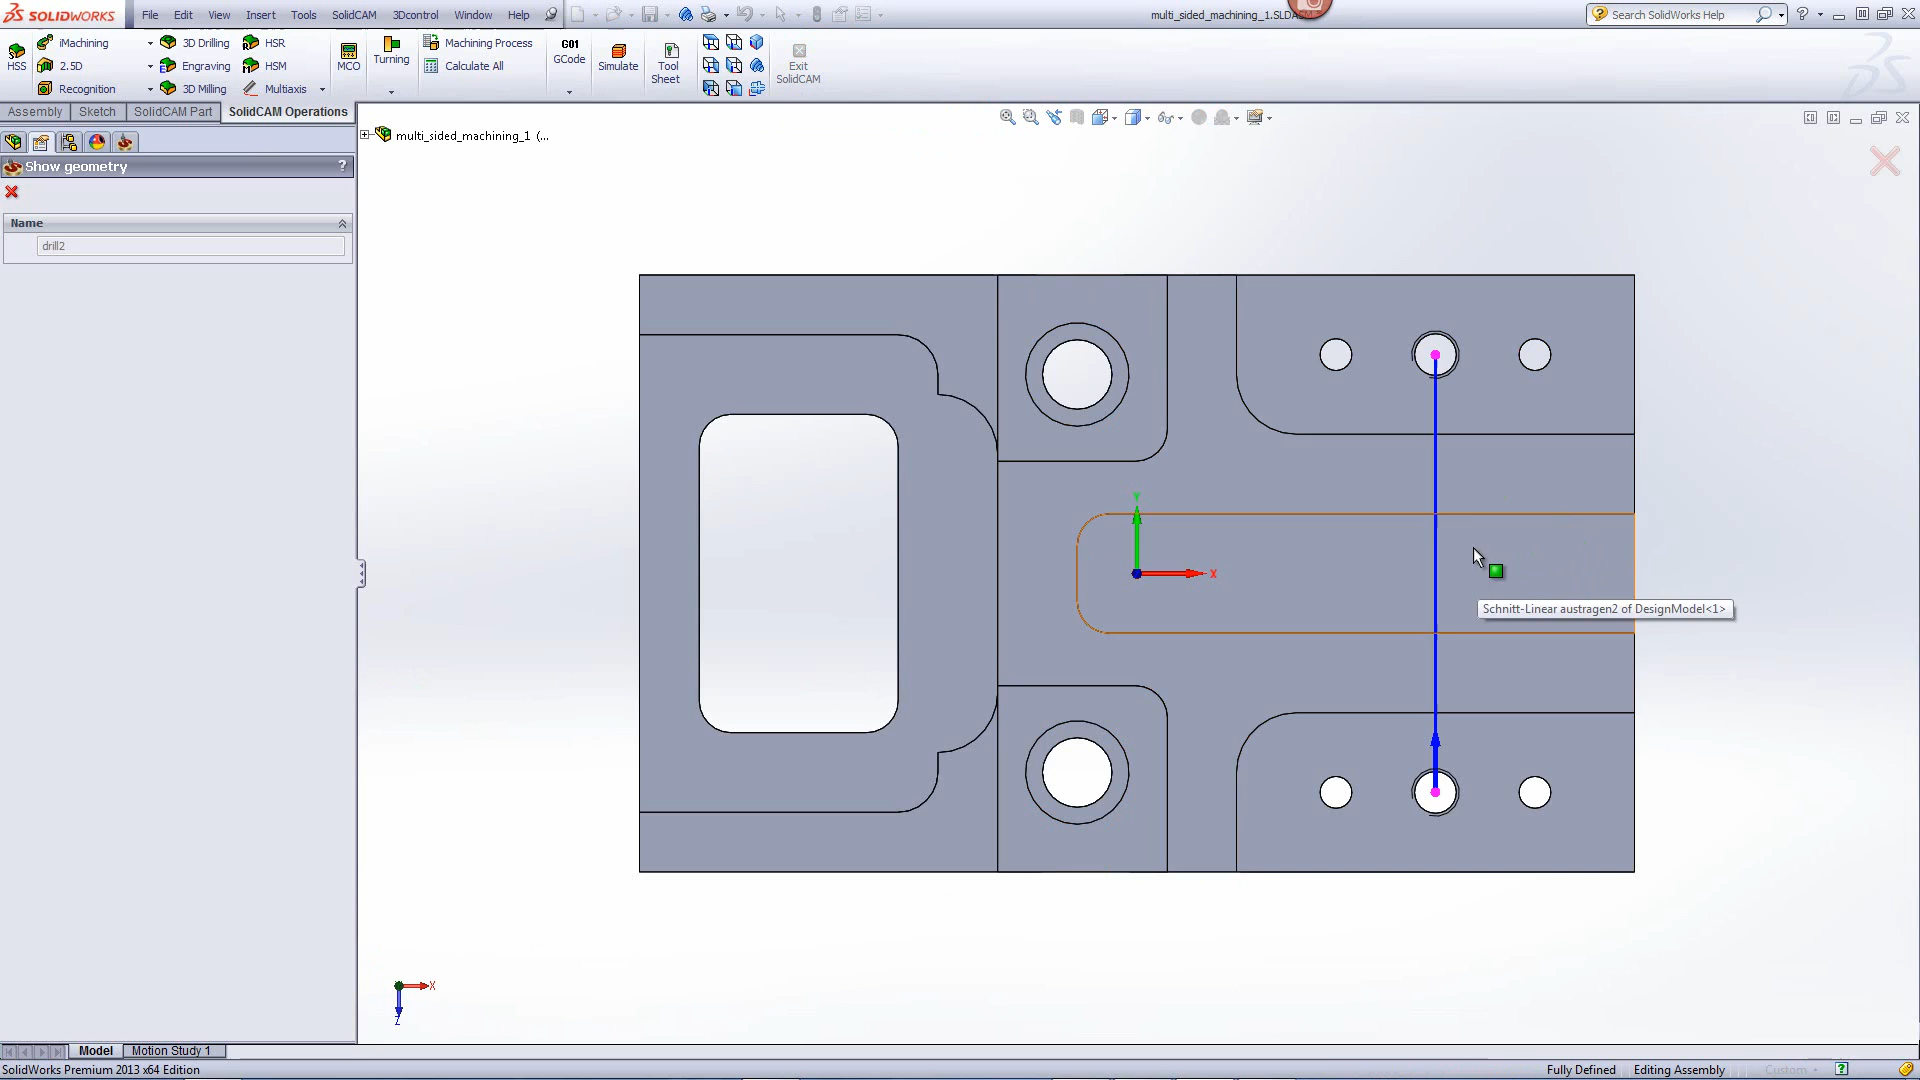 SOLIDWORKS File Edit View Insert Tools SolidCAM 3Dcontrol Window Help multi_sided_machining_1.SLDA Search SolidWorks Help
HSS iMachining 3D Drilling HSR MCO Turning Machining Process G01 GCode Simulate Tool Sheet Exit SolidCAM
2.5D Engraving HSM Calculate All
Recognition 3D Milling Multiaxis
Assembly Sketch SolidCAM Part SolidCAM Operations
multi_sided_machining_1 (...
Show geometry ?
Name
drill2
Y
X
Schnitt-Linear austragen2 of DesignModel<1>
X
Z
Model Motion Study 1
SolidWorks Premium 2013 x64 Edition Fully Defined Editing Assembly Custom